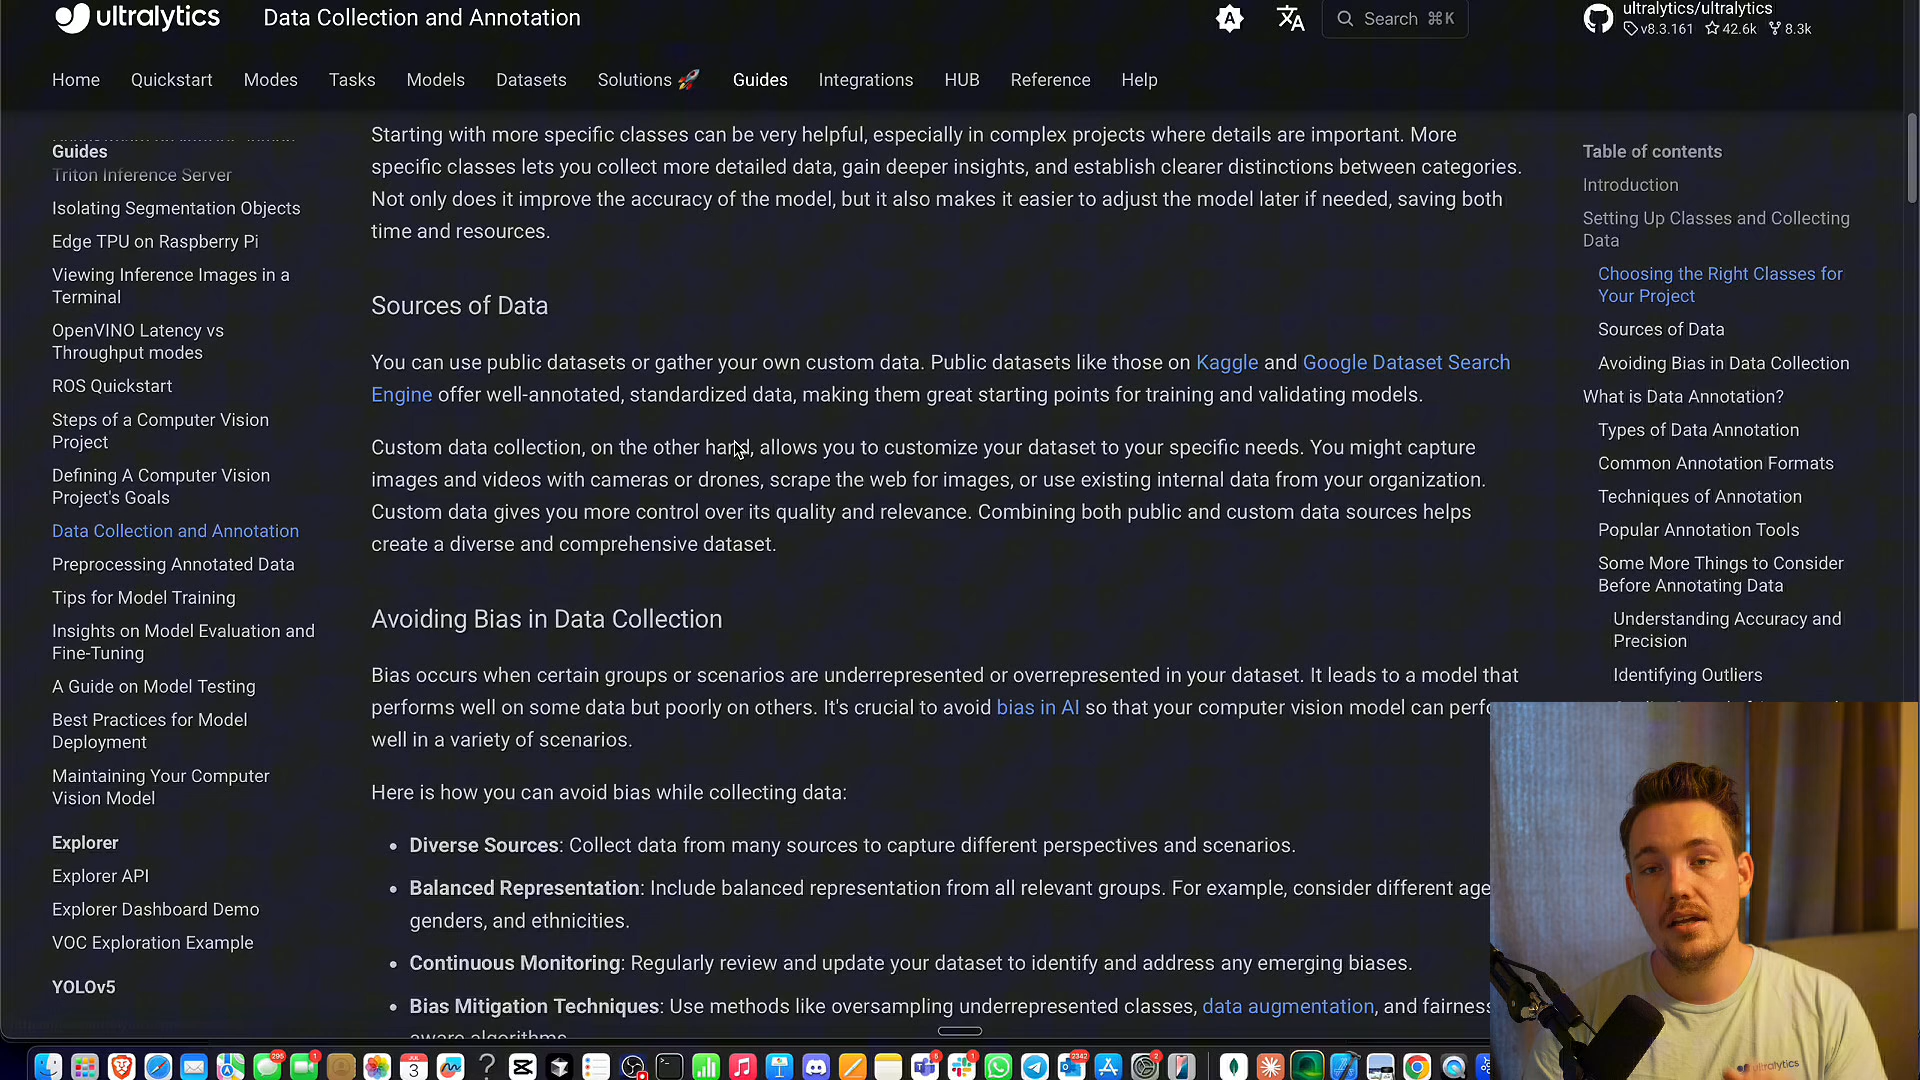 ultralytics
Data Collection and Annotation
Search ⌘K
ultralytics/ultralytics
v8.3.161 42.6k 8.3k
Home Quickstart Modes Tasks Models Datasets Solutions 🚀 Guides Integrations HUB Reference Help
Guides
Triton Inference Server
Isolating Segmentation Objects
Edge TPU on Raspberry Pi
Viewing Inference Images in a
Terminal
OpenVINO Latency vs
Throughput modes
ROS Quickstart
Steps of a Computer Vision
Project
Defining A Computer Vision
Project's Goals
Data Collection and Annotation
Preprocessing Annotated Data
Tips for Model Training
Insights on Model Evaluation and
Fine-Tuning
A Guide on Model Testing
Best Practices for Model
Deployment
Maintaining Your Computer
Vision Model
Explorer
Explorer API
Explorer Dashboard Demo
VOC Exploration Example
YOLOv5
Starting with more specific classes can be very helpful, especially in complex projects where details are important. More
specific classes lets you collect more detailed data, gain deeper insights, and establish clearer distinctions between categories.
Not only does it improve the accuracy of the model, but it also makes it easier to adjust the model later if needed, saving both
time and resources.
Sources of Data
You can use public datasets or gather your own custom data. Public datasets like those on Kaggle and Google Dataset Search
Engine offer well-annotated, standardized data, making them great starting points for training and validating models.
Custom data collection, on the other hand, allows you to customize your dataset to your specific needs. You might capture
images and videos with cameras or drones, scrape the web for images, or use existing internal data from your organization.
Custom data gives you more control over its quality and relevance. Combining both public and custom data sources helps
create a diverse and comprehensive dataset.
Avoiding Bias in Data Collection
Bias occurs when certain groups or scenarios are underrepresented or overrepresented in your dataset. It leads to a model that
performs well on some data but poorly on others. It's crucial to avoid bias in AI so that your computer vision model can perfo
well in a variety of scenarios.
Here is how you can avoid bias while collecting data:
• Diverse Sources: Collect data from many sources to capture different perspectives and scenarios.
• Balanced Representation: Include balanced representation from all relevant groups. For example, consider different age
genders, and ethnicities.
• Continuous Monitoring: Regularly review and update your dataset to identify and address any emerging biases.
• Bias Mitigation Techniques: Use methods like oversampling underrepresented classes, data augmentation, and fairness
aware algorithms.
Table of contents
Introduction
Setting Up Classes and Collecting
Data
Choosing the Right Classes for
Your Project
Sources of Data
Avoiding Bias in Data Collection
What is Data Annotation?
Types of Data Annotation
Common Annotation Formats
Techniques of Annotation
Popular Annotation Tools
Some More Things to Consider
Before Annotating Data
Understanding Accuracy and
Precision
Identifying Outliers
ultralytics